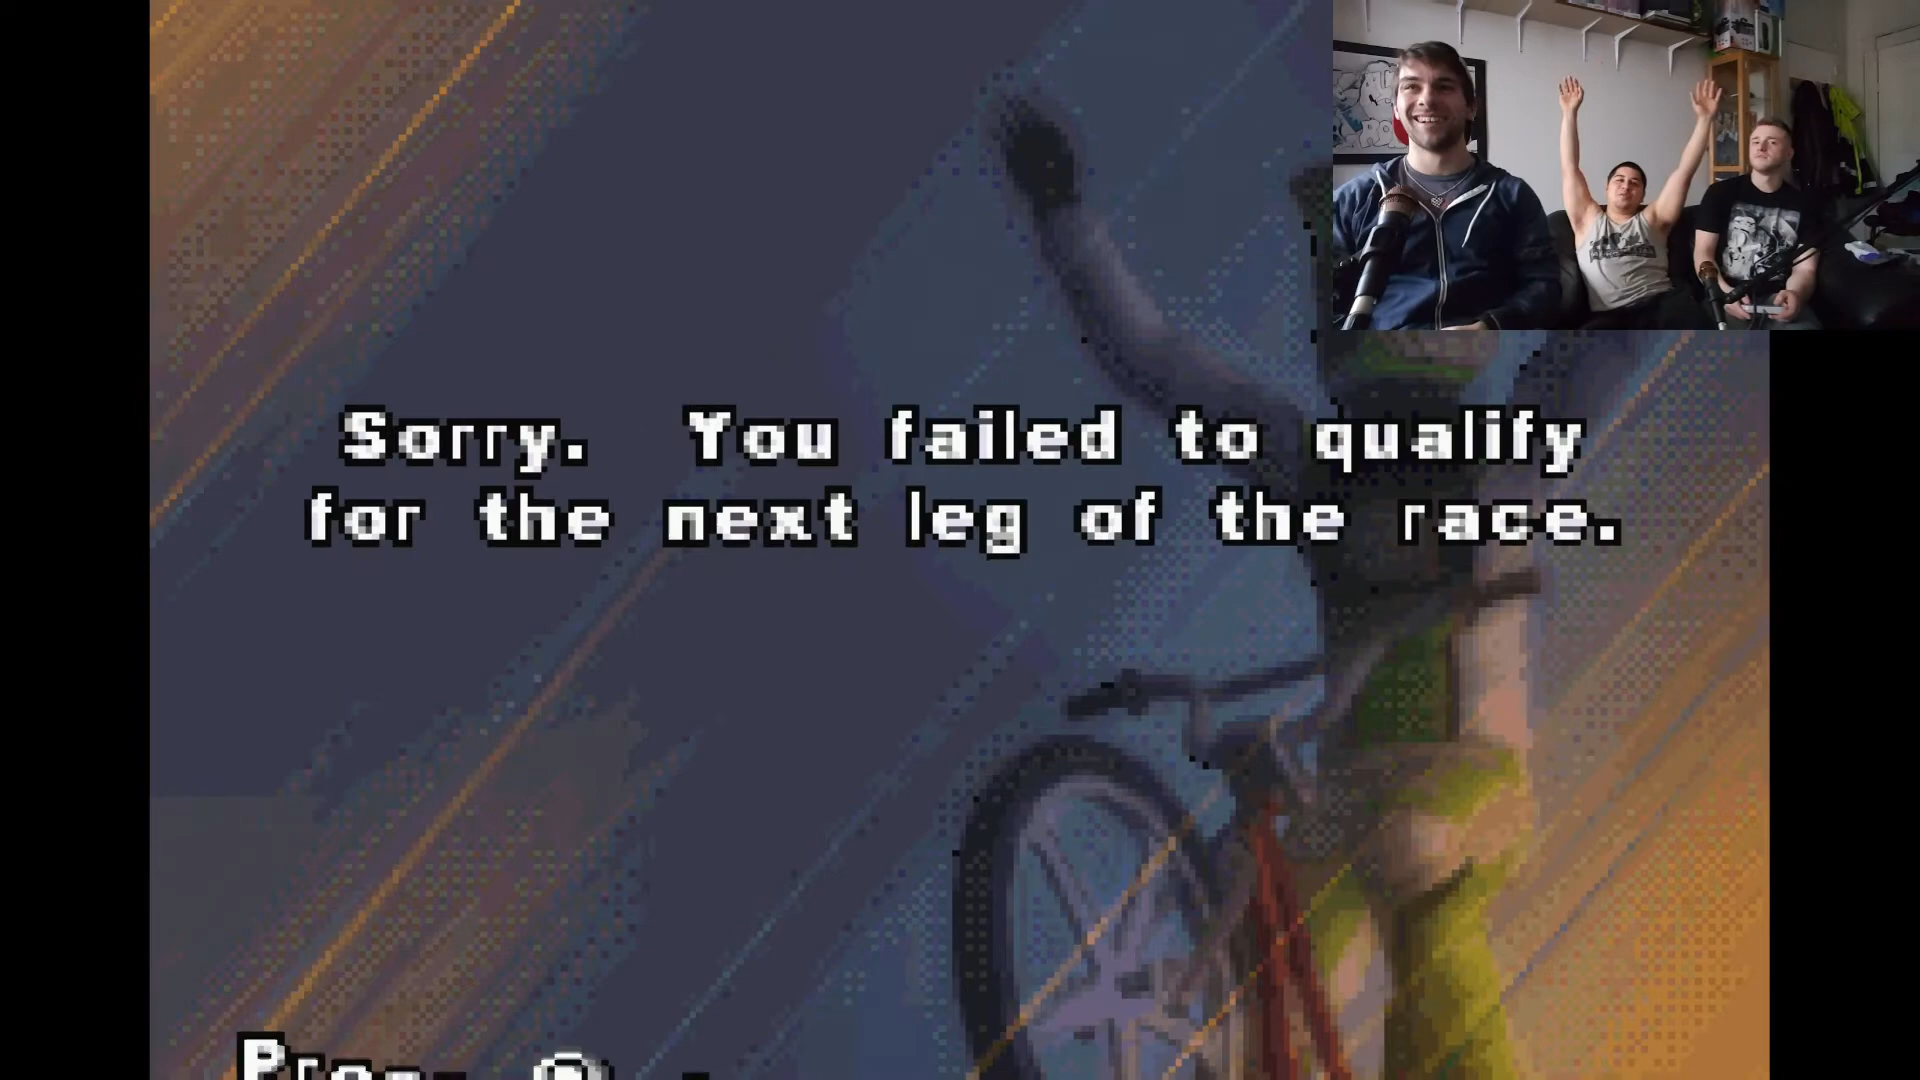 Sorry. You failed to qualify
for the next leg of the race.